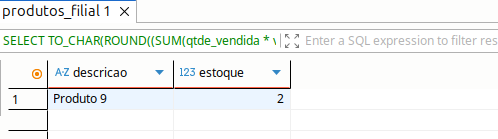 produtos_filial 1
SELECT TO_CHAR(ROUND((SUM(qtde_vendida * Enter a SQL expression to filter res
A-Z descricao 123 estoque
1 Produto 9 2